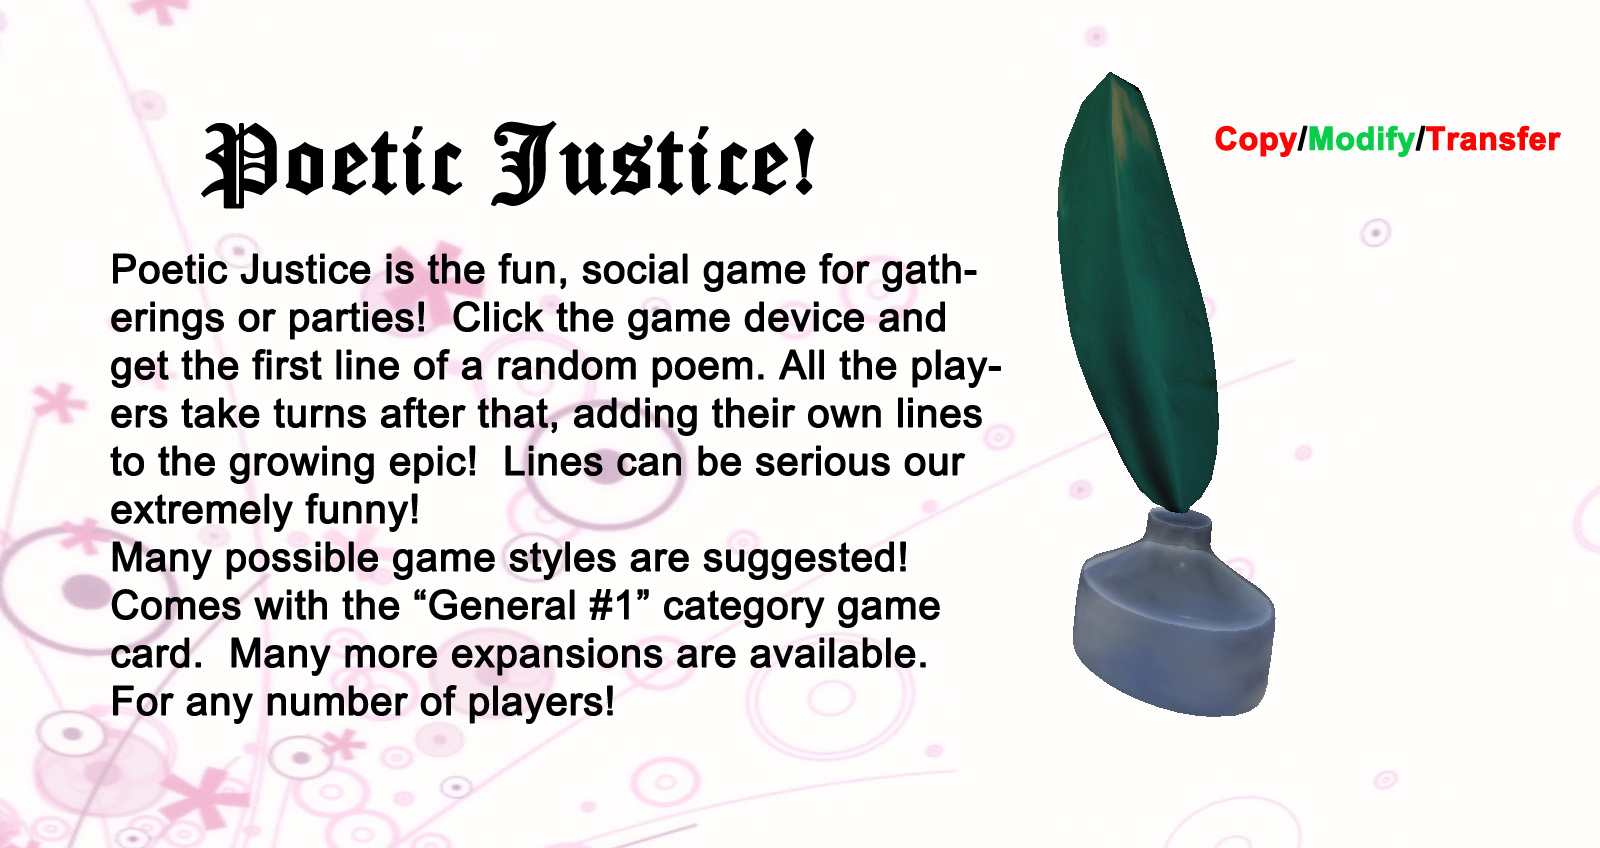 Poetic Justice!
Copy/Modify/Transfer
Poetic Justice is the fun, social game for gath-
erings or parties!  Click the game device and
get the first line of a random poem. All the play-
ers take turns after that, adding their own lines
to the growing epic!  Lines can be serious our
extremely funny!
Many possible game styles are suggested!
Comes with the “General #1” category game
card.  Many more expansions are available.
For any number of players!